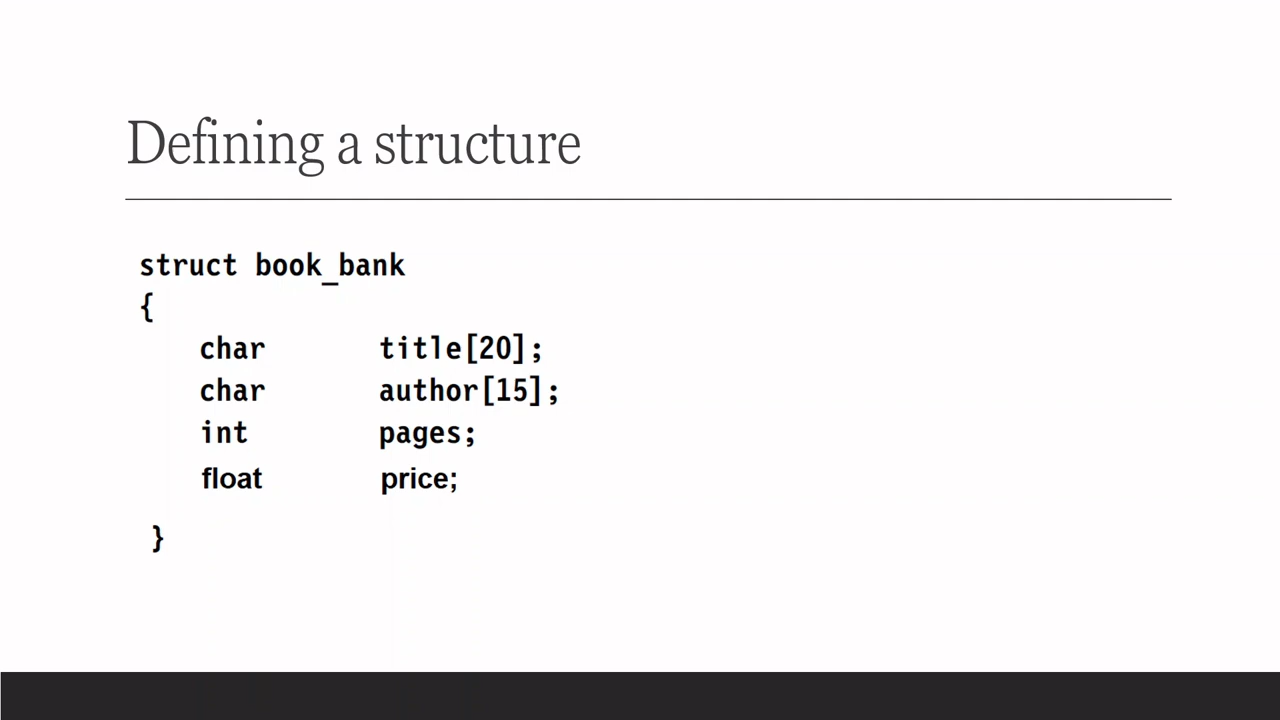 Defining a structure
struct book_bank
{
char title[20];
char author[15];
int pages;
float price;
}